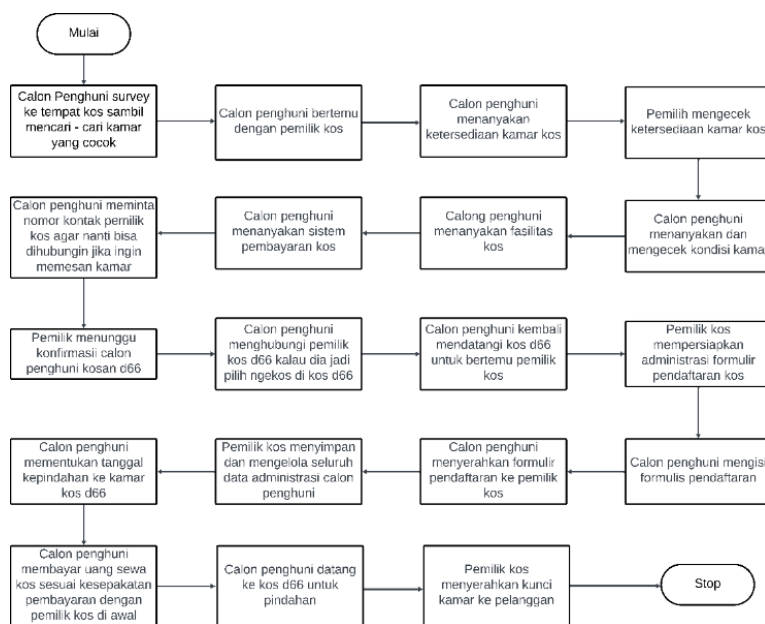 Mulai
Calon Penghuni survey
ke tempat kos sambil
mencari - cari kamar
yang cocok
Calon penghuni bertemu
dengan pemilik kos
Calon penghuni
menanyakan
ketersediaan kamar kos
Pemilih mengecek
ketersediaan kamar kos
Calon penghuni
menanyakan dan
mengecek kondisi kamar
Calong penghuni
menanyakan fasilitas
kos
Calon penghuni
menanyakan sistem
pembayaran kos
Calon penghuni meminta
nomor kontak pemilik
kos agar nanti bisa
dihubungin jika ingin
memesan kamar
Pemilik menunggu
konfirmasii calon
penghuni kosan d66
Calon penghuni
menghubungi pemilik
kos d66 kalau dia jadi
pilih ngekos di kos d66
Calon penghuni kembali
mendatangi kos d66
untuk bertemu pemilik
kos
Pemilik kos
mempersiapkan
administrasi formulir
pendaftaran kos
Calon penghuni mengisi
formulis pendaftaran
Calon penghuni
menyerahkan formulir
pendaftaran ke pemilik
kos
Pemilik kos menyimpan
dan mengelola seluruh
data administrasi calon
penghuni
Calon penghuni
mementukan tanggal
kepindahan ke kamar
kos d66
Calon penghuni
membayar uang sewa
kos sesuai kesepakatan
pembayaran dengan
pemilik kos di awal
Calon penghuni datang
ke kos d66 untuk
pindahan
Pemilik kos
menyerahkan kunci
kamar ke pelanggan
Stop